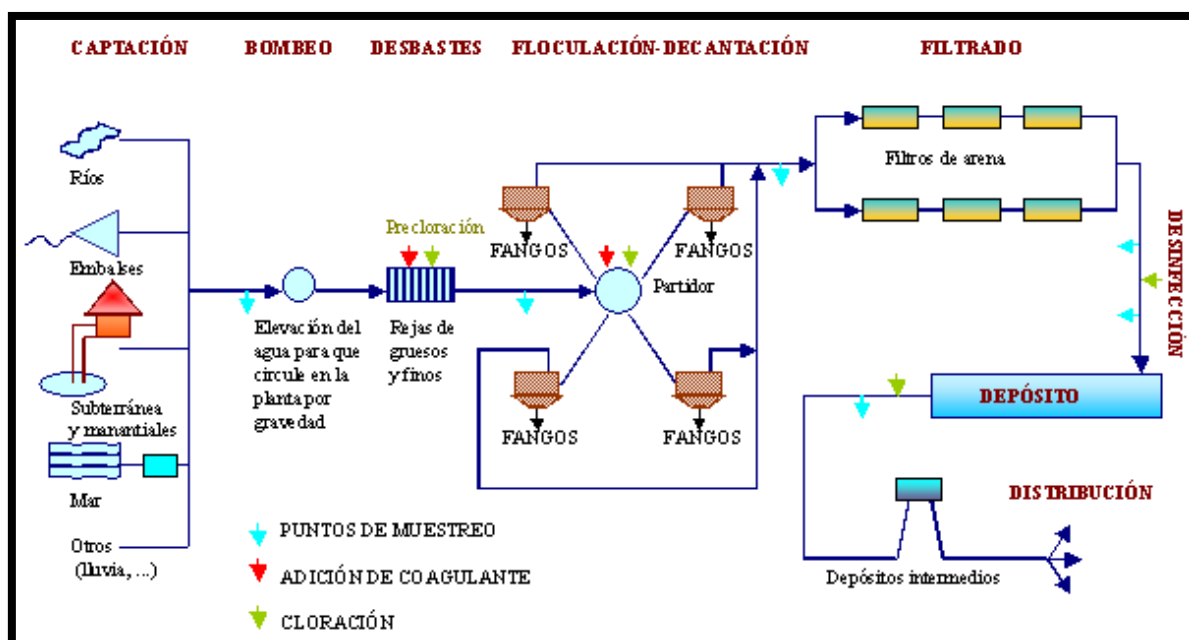 CAPTACIÓN
BOMBEO
DESBASTES
FLOCULACIÓN-DECANTACIÓN
FILTRADO
Ríos
Embalses
Subterránea
y manantiales
Mar
Otros
(lluvia, ...)
Elevación del
agua para que
circule en la
planta por
gravedad
Precloración
Rejas de
gruesos
y finos
FANGOS
FANGOS
Partidor
FANGOS
FANGOS
Filtros de arena
DESINFECCIÓN
DEPÓSITO
DISTRIBUCIÓN
Depósitos intermedios
PUNTOS DE MUESTREO
ADICIÓN DE COAGULANTE
CLORACIÓN